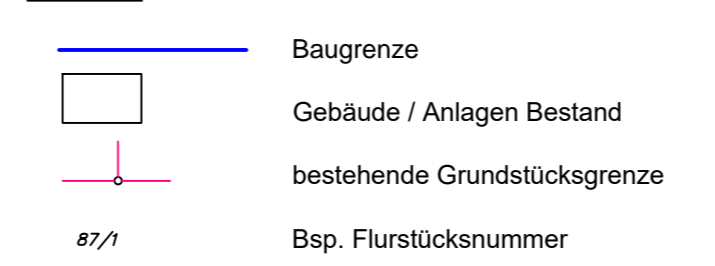 Baugrenze
Gebäude / Anlagen Bestand
bestehende Grundstücksgrenze
87/1 Bsp. Flurstücksnummer